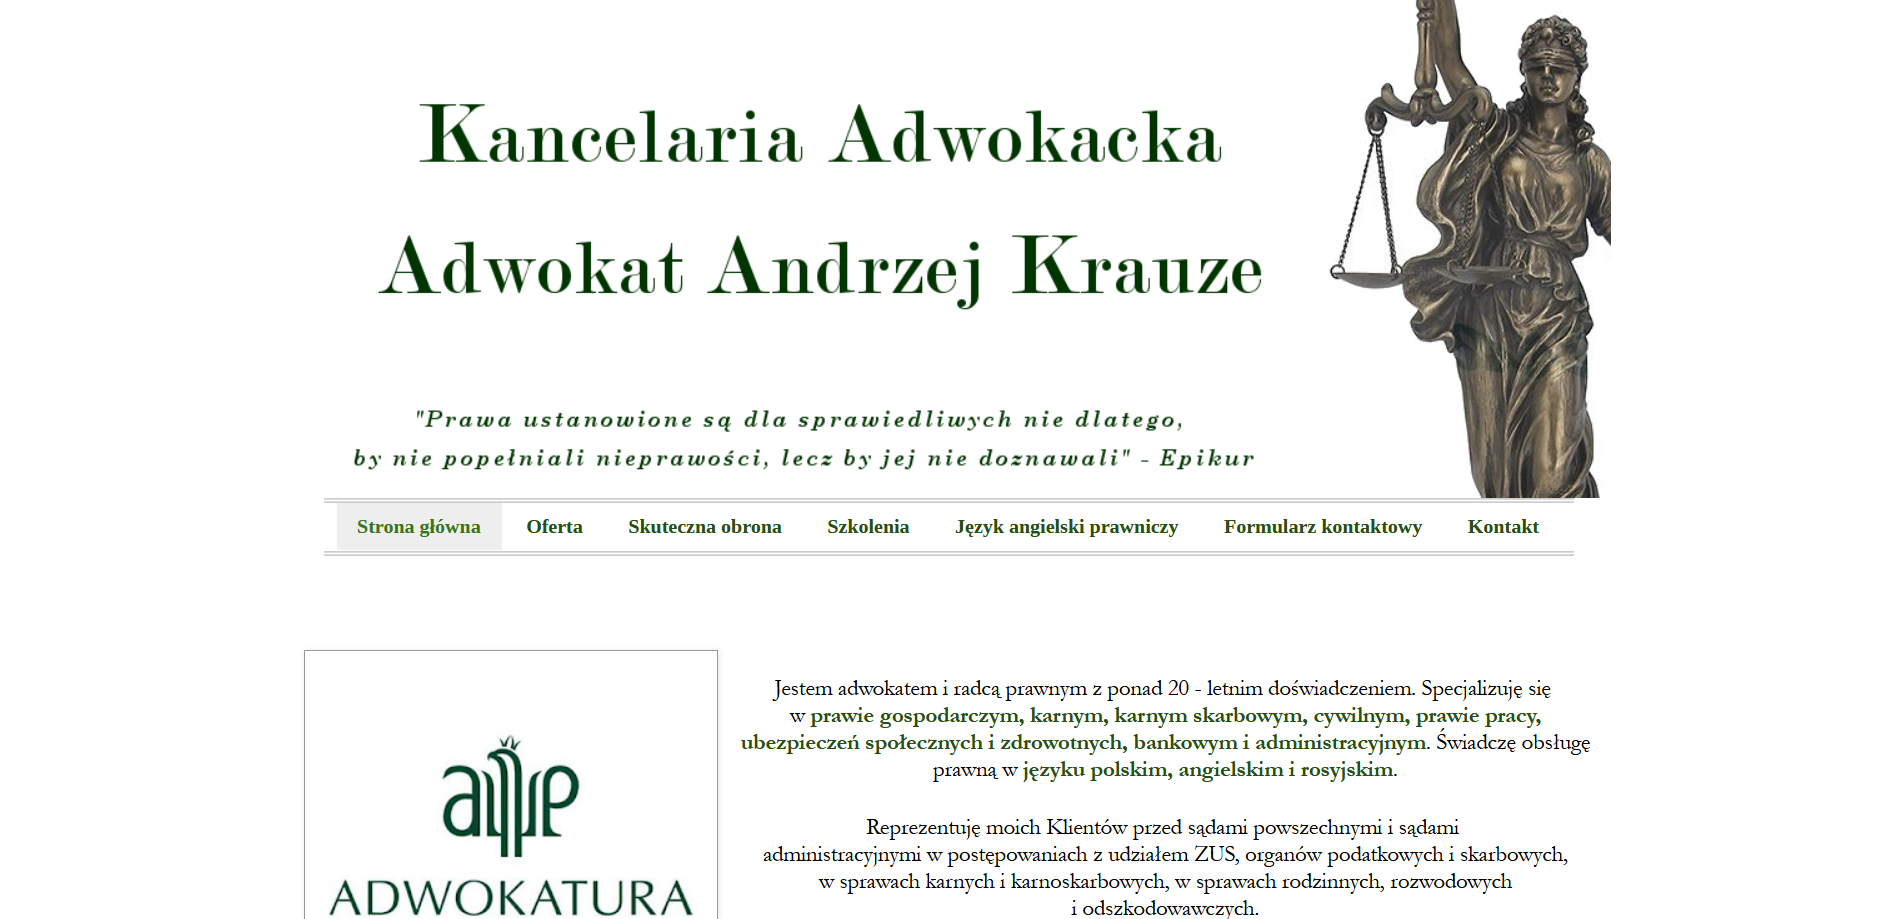 Kancelaria Adwokacka
Adwokat Andrzej Krauze
"Prawa ustanowione są dla sprawiedliwych nie dlatego,
by nie popełniali nieprawości, lecz by jej nie doznawali" - Epikur
Strona główna Oferta Skuteczna obrona Szkolenia Język angielski prawniczy Formularz kontaktowy Kontakt
Jestem adwokatem i radcą prawnym z ponad 20 - letnim doświadczeniem. Specjalizuję się
w prawie gospodarczym, karnym, karnym skarbowym, cywilnym, prawie pracy,
ubezpieczeń społecznych i zdrowotnych, bankowym i administracyjnym. Świadczę obsługę
prawną w języku polskim, angielskim i rosyjskim.
Reprezentuję moich Klientów przed sądami powszechnymi i sądami
administracyjnymi w postępowaniach z udziałem ZUS, organów podatkowych i skarbowych,
w sprawach karnych i karnoskarbowych, w sprawach rodzinnych, rozwodowych
i odszkodowawczych.
ap
ADWOKATURA